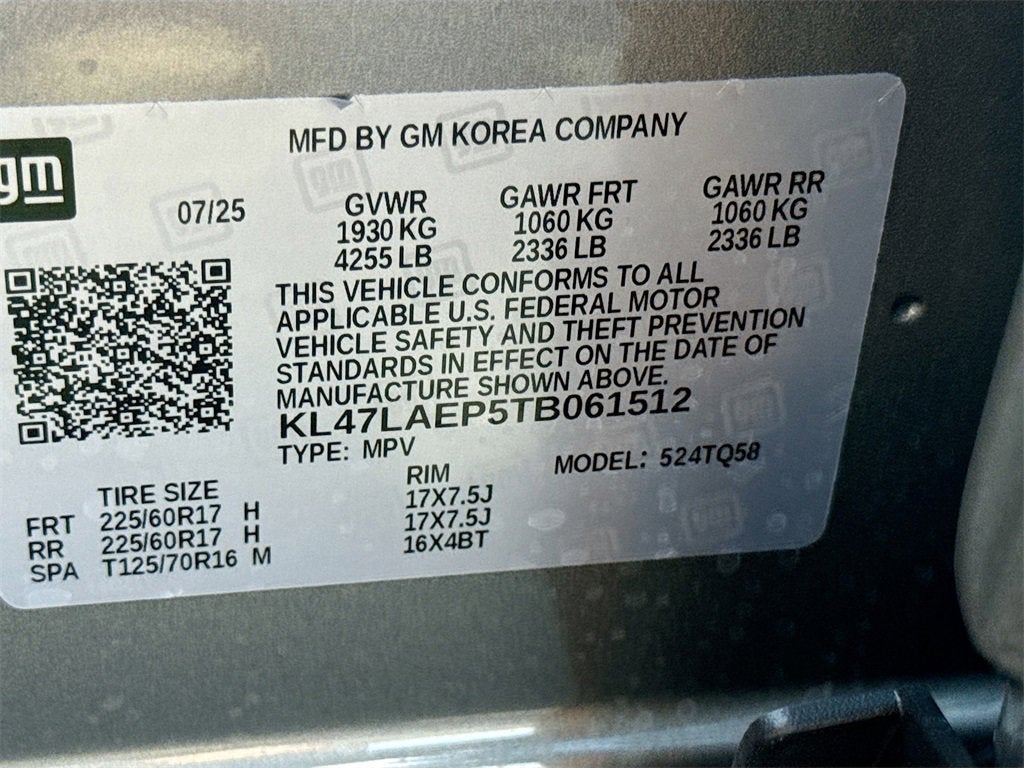 gm
MFD BY GM KOREA COMPANY
07/25
GVWR
1930 KG
4255 LB
GAWR FRT
1060 KG
2336 LB
GAWR RR
1060 KG
2336 LB
THIS VEHICLE CONFORMS TO ALL
APPLICABLE U.S. FEDERAL MOTOR
VEHICLE SAFETY AND THEFT PREVENTION
STANDARDS IN EFFECT ON THE DATE OF
MANUFACTURE SHOWN ABOVE.
KL47LAEP5TB061512
TYPE: MPV
MODEL: 524TQ58
TIRE SIZE RIM
FRT 225/60R17 H 17X7.5J
RR 225/60R17 H 17X7.5J
SPA T125/70R16 M 16X4BT